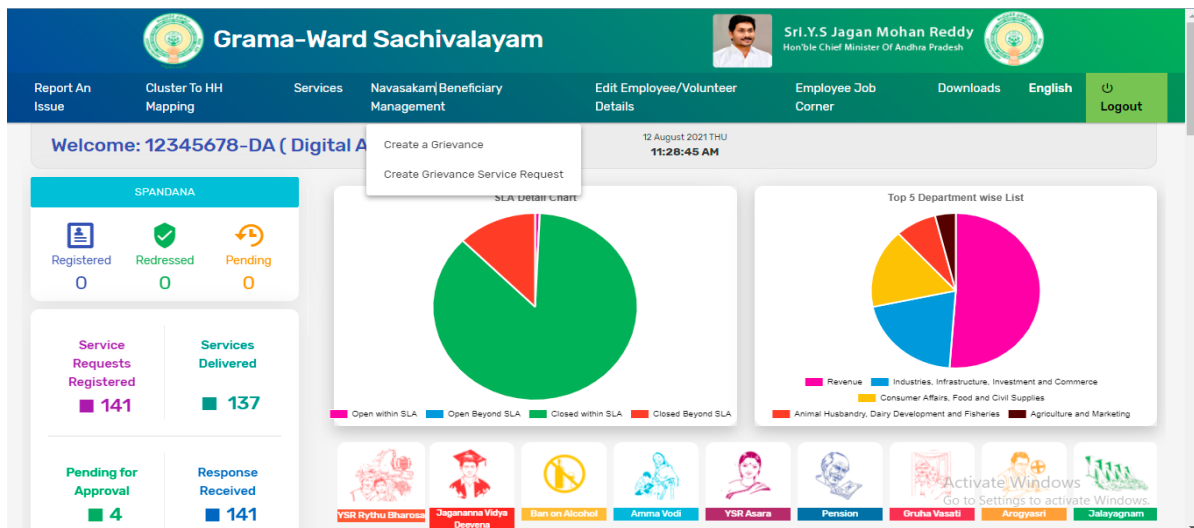 Grama-Ward Sachivalayam
Sri.Y.S Jagan Mohan Reddy
Hon'ble Chief Minister Of Andhra Pradesh
Report An Issue
Cluster To HH Mapping
Services
Navasakam|Beneficiary Management
Edit Employee/Volunteer Details
Employee Job Corner
Downloads
English
Logout
Welcome: 12345678-DA ( Digital A
12 August 2021 THU
11:28:45 AM
Create a Grievance
Create Grievance Service Request
SPANDANA
Registered
0
Redressed
0
Pending
0
Service Requests Registered
141
Services Delivered
137
Pending for Approval
4
Response Received
141
SLA Detail Chart
Open within SLA
Open Beyond SLA
Closed within SLA
Closed Beyond SLA
Top 5 Department wise List
Revenue
Industries, Infrastructure, Investment and Commerce
Consumer Affairs, Food and Civil Supplies
Animal Husbandry, Dairy Development and Fisheries
Agriculture and Marketing
YSR Rythu Bharosa
Jagananna Vidya Deevena
Ban on Alcohol
Amma Vodi
YSR Asara
Pension
Gruha Vasati
Arogyasri
Jalayagnam
Activate Windows
Go to Settings to activate Windows.